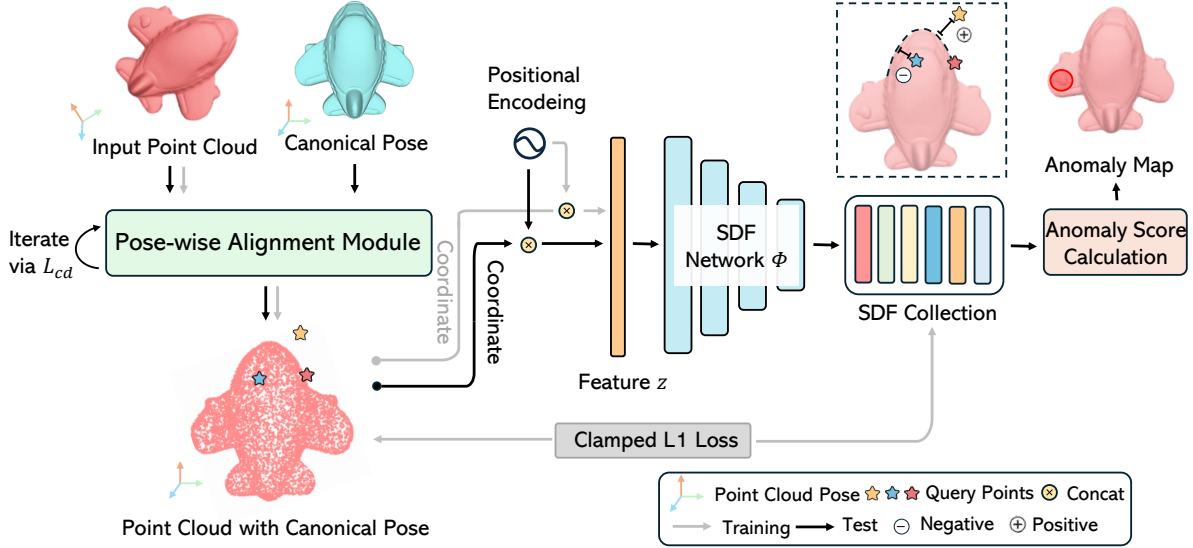 Input Point Cloud
Canonical Pose
Positional
Encodeing
Iterate
via L_cd
Pose-wise Alignment Module
Coordinate
Coordinate
Feature z
SDF
Network Φ
SDF Collection
Anomaly Map
Anomaly Score
Calculation
Clamped L1 Loss
Point Cloud with Canonical Pose
Point Cloud Pose Query Points Concat
Training Test Negative Positive